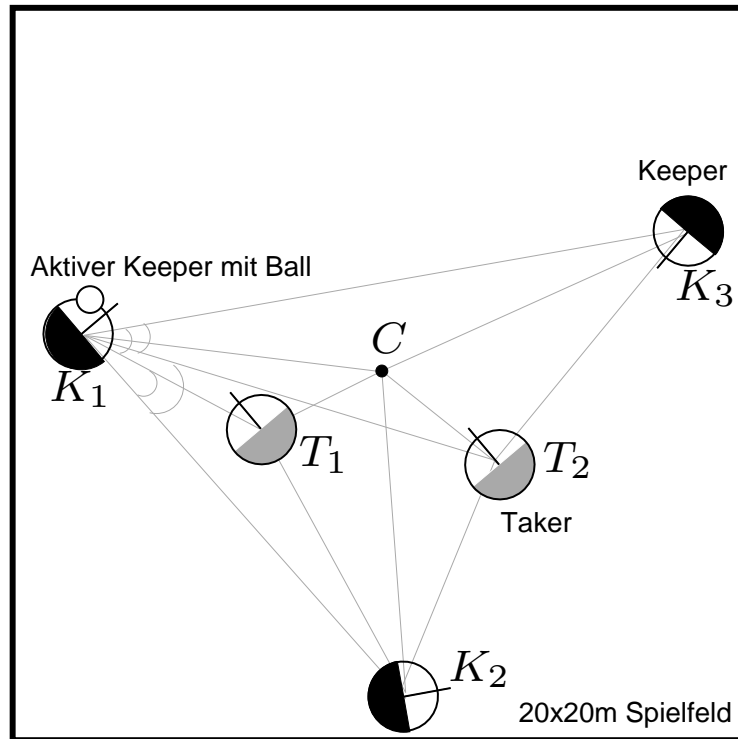 Keeper
K3
Aktiver Keeper mit Ball
C
K1
T1
T2
Taker
K2
20x20m Spielfeld